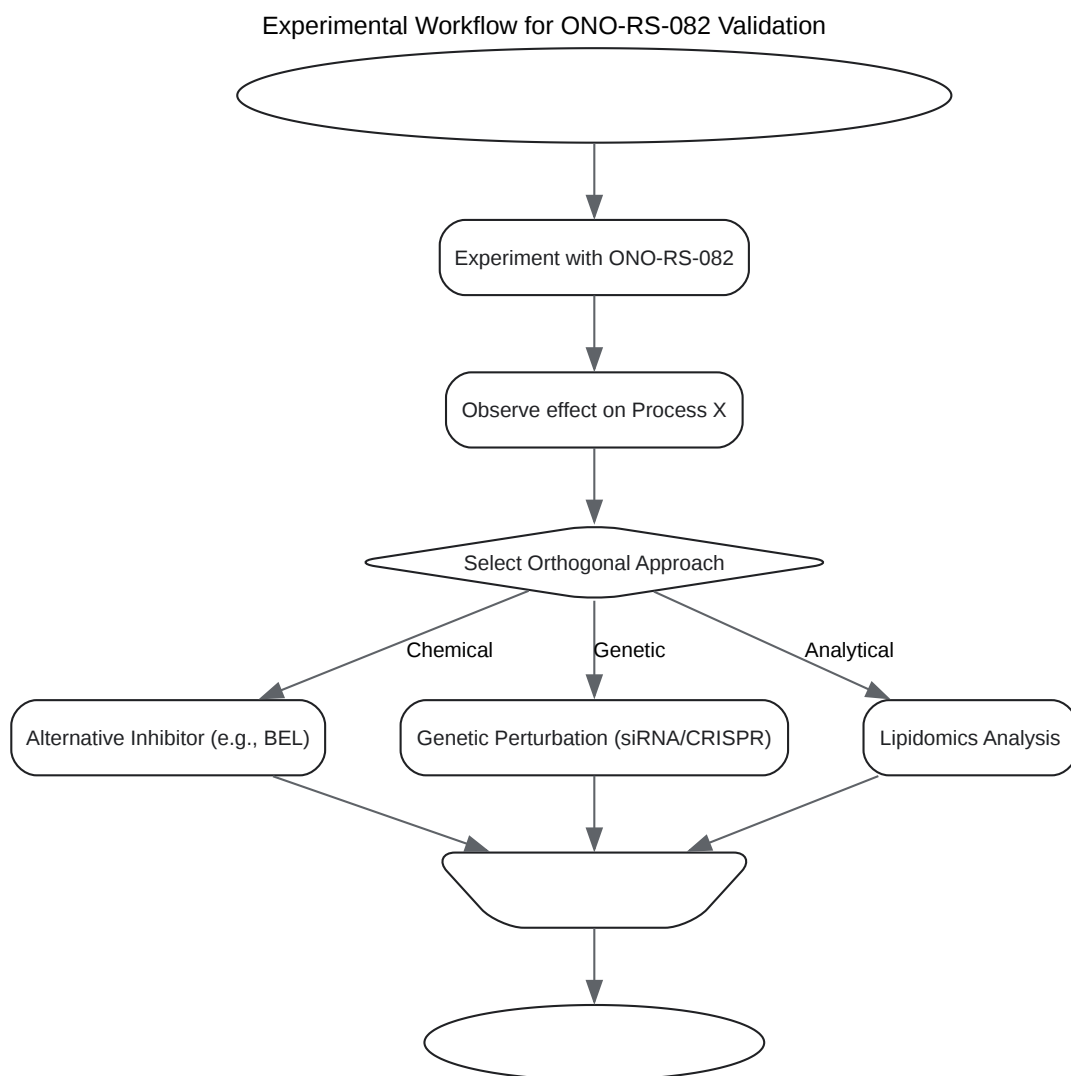 Experimental Workflow for ONO-RS-082 Validation
Experiment with ONO-RS-082
Observe effect on Process X
Select Orthogonal Approach
Chemical
Genetic
Analytical
Alternative Inhibitor (e.g., BEL)
Genetic Perturbation (siRNA/CRISPR)
Lipidomics Analysis